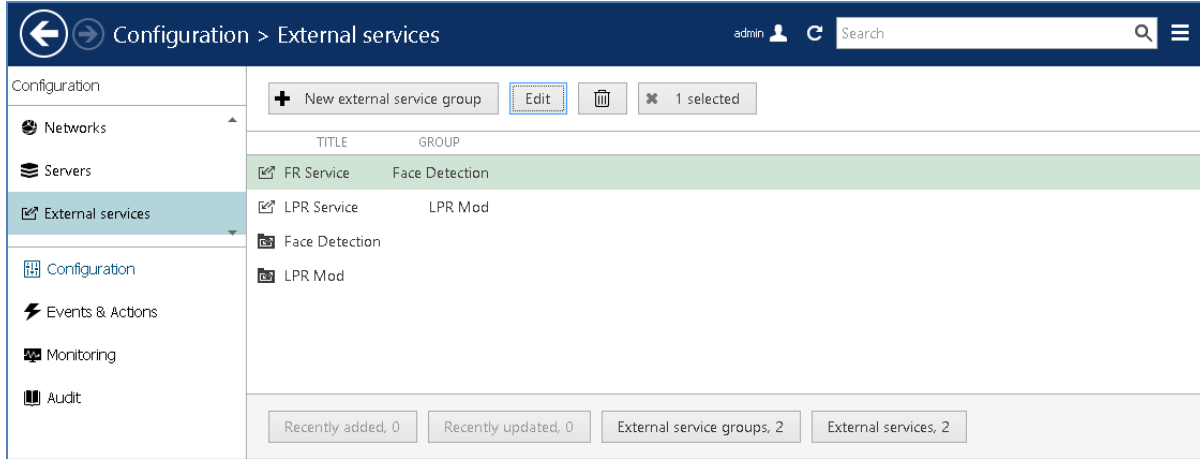 Configuration > External services
admin
Search
Configuration
Networks
Servers
External services
Configuration
Events & Actions
Monitoring
Audit
New external service group
Edit
1 selected
TITLE GROUP
FR Service Face Detection
LPR Service LPR Mod
Face Detection
LPR Mod
Recently added, 0
Recently updated, 0
External service groups, 2
External services, 2